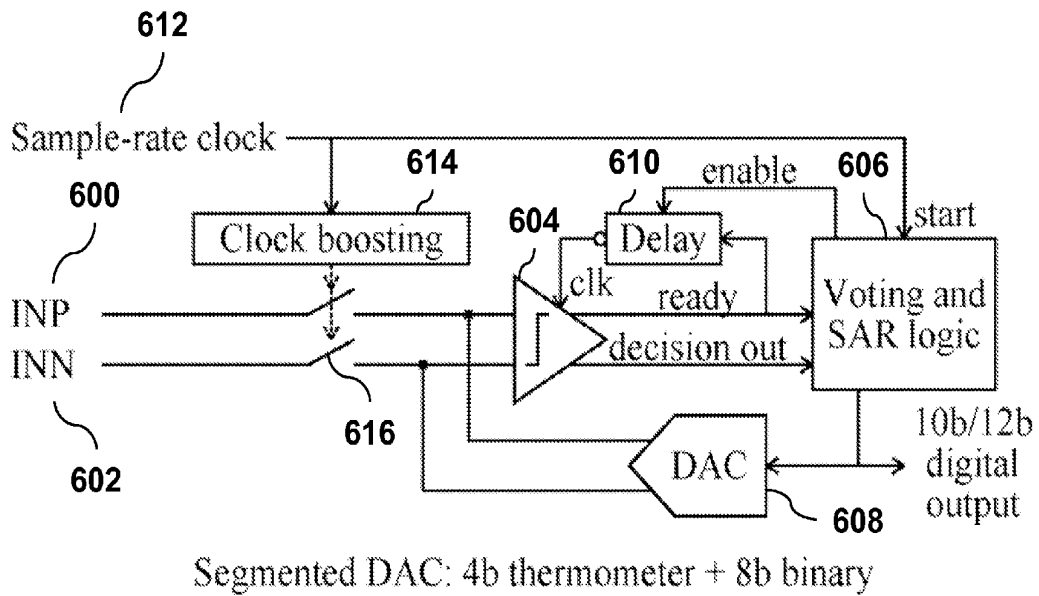 612
Sample-rate clock
600
614
610
enable
606
604
start
Clock boosting
Delay
clk
INP
ready
Voting and
SAR logic
INN
decision out
616
602
DAC
10b/12b
digital
output
608
Segmented DAC: 4b thermometer + 8b binary